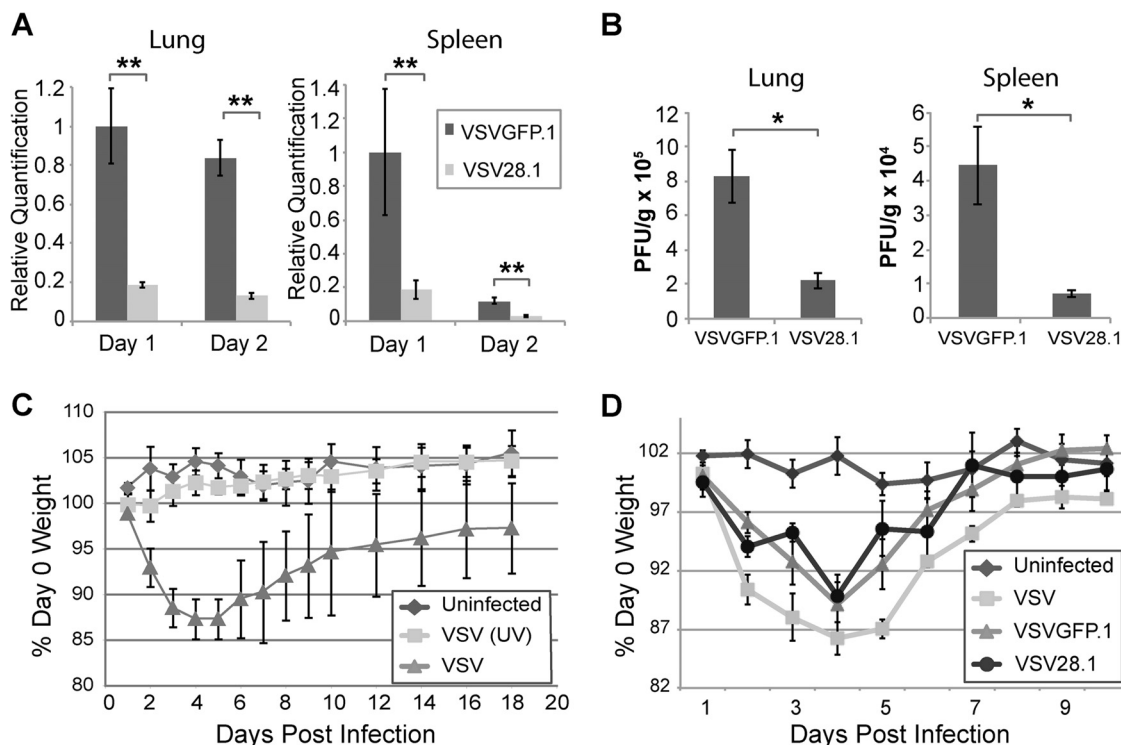 A
Lung
Spleen
Relative Quantification
1.2
1
0.8
0.6
0.4
0.2
0
**
**
Day 1
Day 2
Relative Quantification
1.4
1.2
1
0.8
0.6
0.4
0.2
0
**
**
Day 1
Day 2
VSVGFP.1
VSV28.1
B
Lung
Spleen
PFU/g x 10⁵
12
10
8
6
4
2
0
*
VSVGFP.1
VSV28.1
PFU/g x 10⁴
6
5
4
3
2
1
0
*
VSVGFP.1
VSV28.1
C
% Day 0 Weight
110
105
100
95
90
85
80
0 2 4 6 8 10 12 14 16 18 20
Days Post Infection
Uninfected
VSV (UV)
VSV
D
% Day 0 Weight
102
97
92
87
82
1 3 5 7 9
Days Post Infection
Uninfected
VSV
VSVGFP.1
VSV28.1